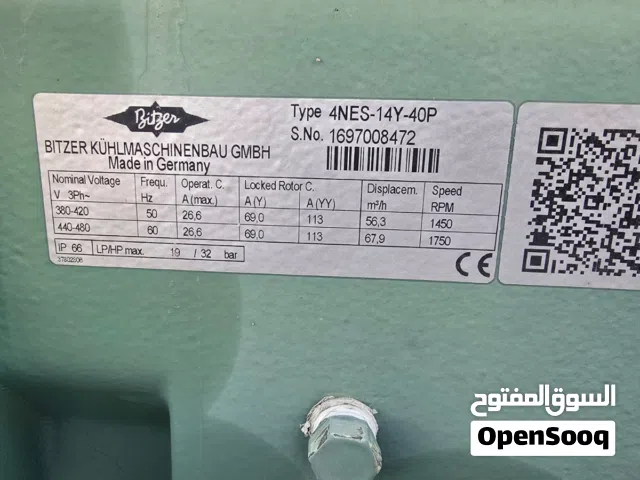 Bitzer
BITZER KÜHLMASCHINENBAU GMBH
Made in Germany
Type 4NES-14Y-40P
S.No. 1697008472
Nominal Voltage Frequ. Operat. C. Locked Rotor C. Displacem. Speed
V 3Ph~ Hz A (max.) A (Y) A (YY) m³/h RPM
380-420 50 26,6 69,0 113 56,3 1450
440-480 60 26,6 69,0 113 67,9 1750
IP 66 LP/HP max. 19 / 32 bar
CE
السوق المفتوح
OpenSooq